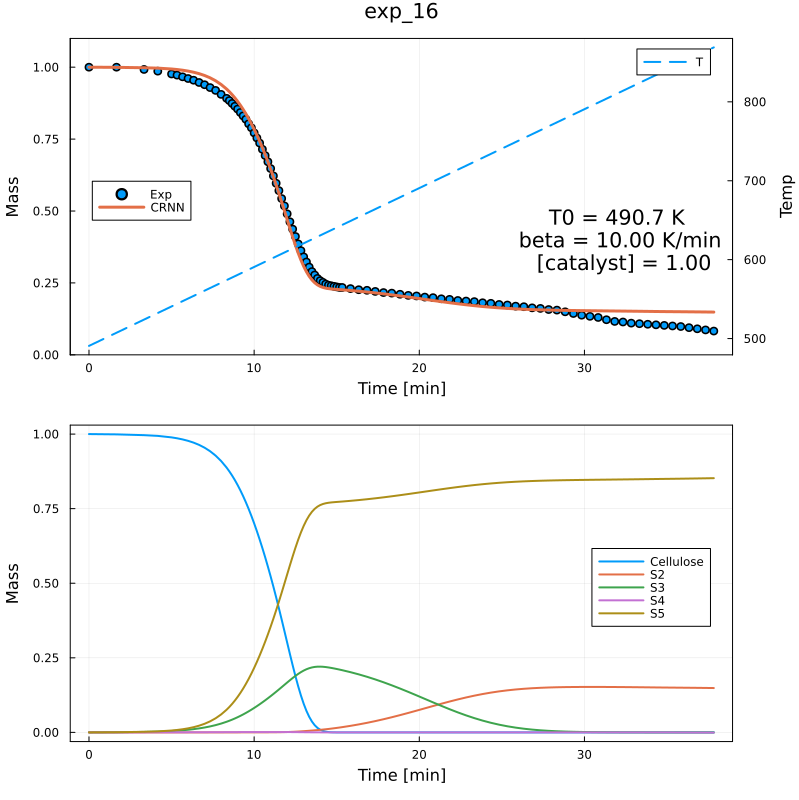 exp_16
1.00
0.75
0.50
0.25
0.00
Mass
T
Exp
CRNN
T0 = 490.7 K
beta = 10.00 K/min
[catalyst] = 1.00
800
700
600
500
Temp
0
10
20
30
Time [min]
1.00
0.75
0.50
0.25
0.00
Mass
Cellulose
S2
S3
S4
S5
0
10
20
30
Time [min]